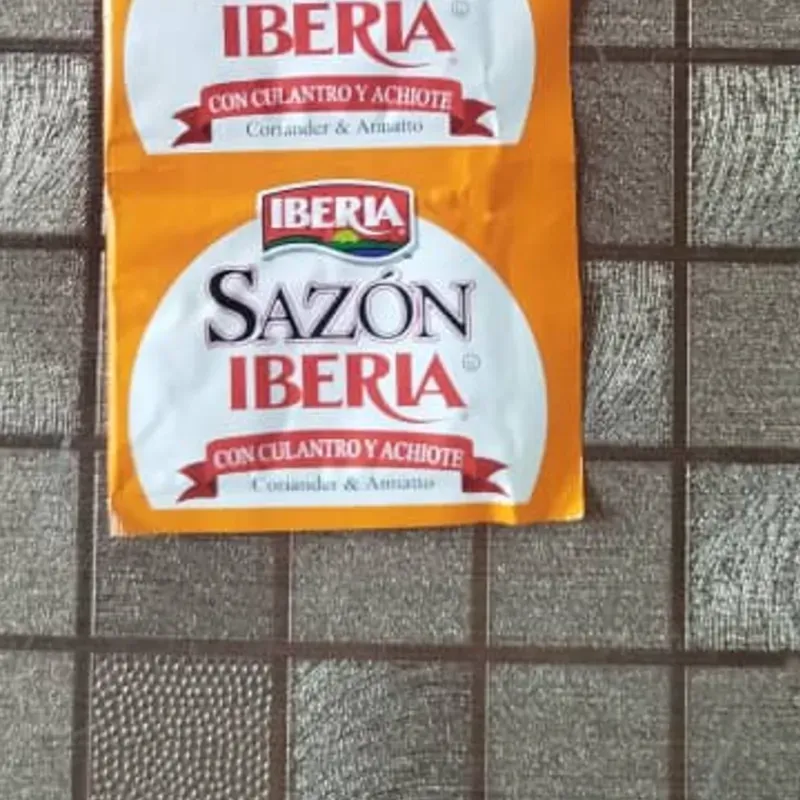 IBERIA
CON CULANTRO Y ACHIOTE
Coriander & Annatto
IBERIA
SAZÓN
IBERIA
CON CULANTRO Y ACHIOTE
Coriander & Annatto